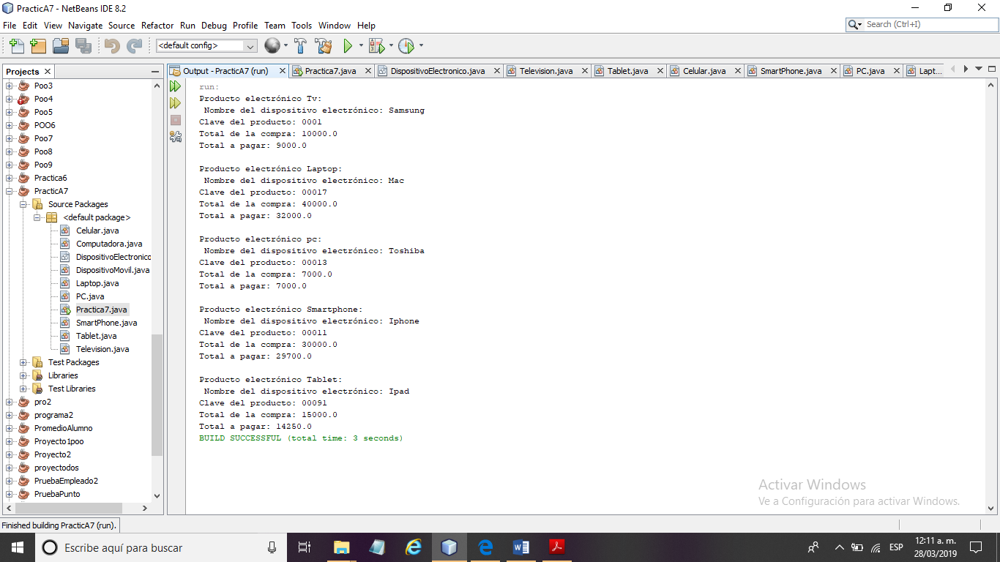 PracticA7 - NetBeans IDE 8.2
File Edit View Navigate Source Refactor Run Debug Profile Team Tools Window Help
Search (Ctrl+I)
<default config>
Projects
Output - PracticA7 (run) Practica7.java DispositivoElectronico.java Television.java Tablet.java Celular.java SmartPhone.java PC.java Lapt...
Poo3
Poo4
Poo5
POO6
Poo7
Poo8
Poo9
Practica6
PracticA7
Source Packages
<default package>
Celular.java
Computadora.java
DispositivoElectronico
DispositivoMovil.java
Laptop.java
PC.java
Practica7.java
SmartPhone.java
Tablet.java
Television.java
Test Packages
Libraries
Test Libraries
pro2
programa2
PromedioAlumno
Proyecto1poo
Proyecto2
proyectodos
PruebaEmpleado2
PruebaPunto
run:
Producto electrónico Tv:
Nombre del dispositivo electrónico: Samsung
Clave del producto: 0001
Total de la compra: 10000.0
Total a pagar: 9000.0
Producto electrónico Laptop:
Nombre del dispositivo electrónico: Mac
Clave del producto: 00017
Total de la compra: 40000.0
Total a pagar: 32000.0
Producto electrónico pc:
Nombre del dispositivo electrónico: Toshiba
Clave del producto: 00013
Total de la compra: 7000.0
Total a pagar: 7000.0
Producto electrónico Smartphone:
Nombre del dispositivo electrónico: Iphone
Clave del producto: 00011
Total de la compra: 30000.0
Total a pagar: 29700.0
Producto electrónico Tablet:
Nombre del dispositivo electrónico: Ipad
Clave del producto: 00091
Total de la compra: 15000.0
Total a pagar: 14250.0
BUILD SUCCESSFUL (total time: 3 seconds)
Activar Windows
Ve a Configuración para activar Windows.
Finished building PracticA7 (run).
Escribe aquí para buscar
ESP
12:11 a. m.
28/03/2019